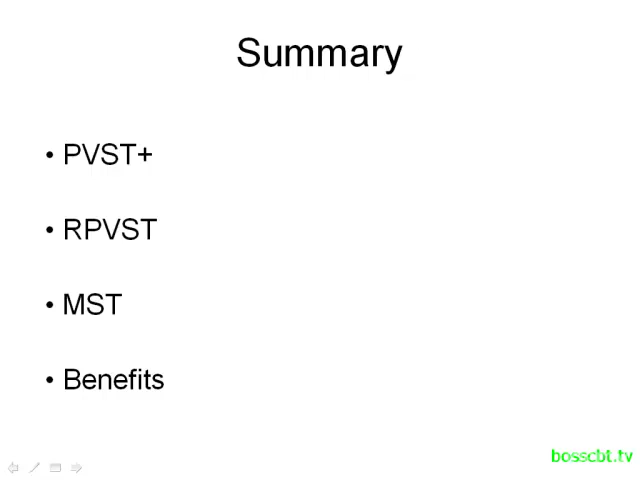 Summary
• PVST+
• RPVST
• MST
• Benefits
bosscbt.tv